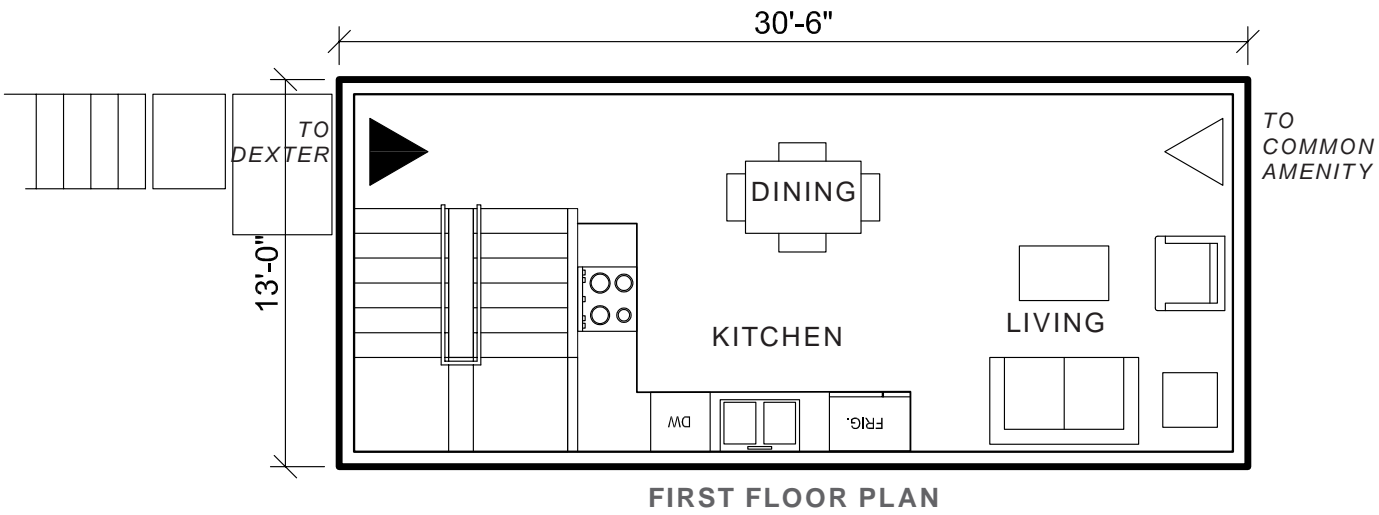 30'-6"
TO
DEXTER
TO
COMMON
AMENITY
13'-0"
DINING
KITCHEN
LIVING
DW
FRIG.
FIRST FLOOR PLAN